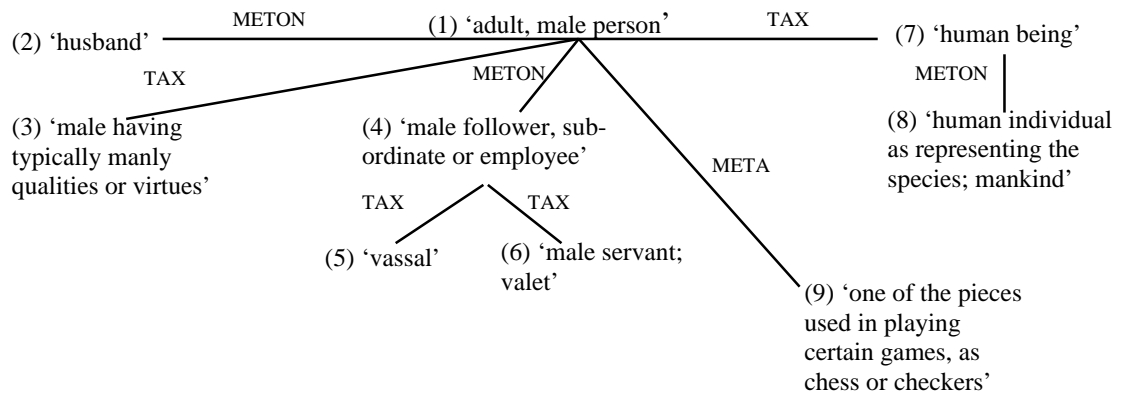 METON
(1) ‘adult, male person’
TAX
(2) ‘husband’
(7) ‘human being’
TAX
METON
METON
(3) ‘male having
typically manly
qualities or virtues’
(4) ‘male follower, sub-
ordinate or employee’
(8) ‘human individual
as representing the
species; mankind’
META
TAX
TAX
(5) ‘vassal’
(6) ‘male servant;
valet’
(9) ‘one of the pieces
used in playing
certain games, as
chess or checkers’